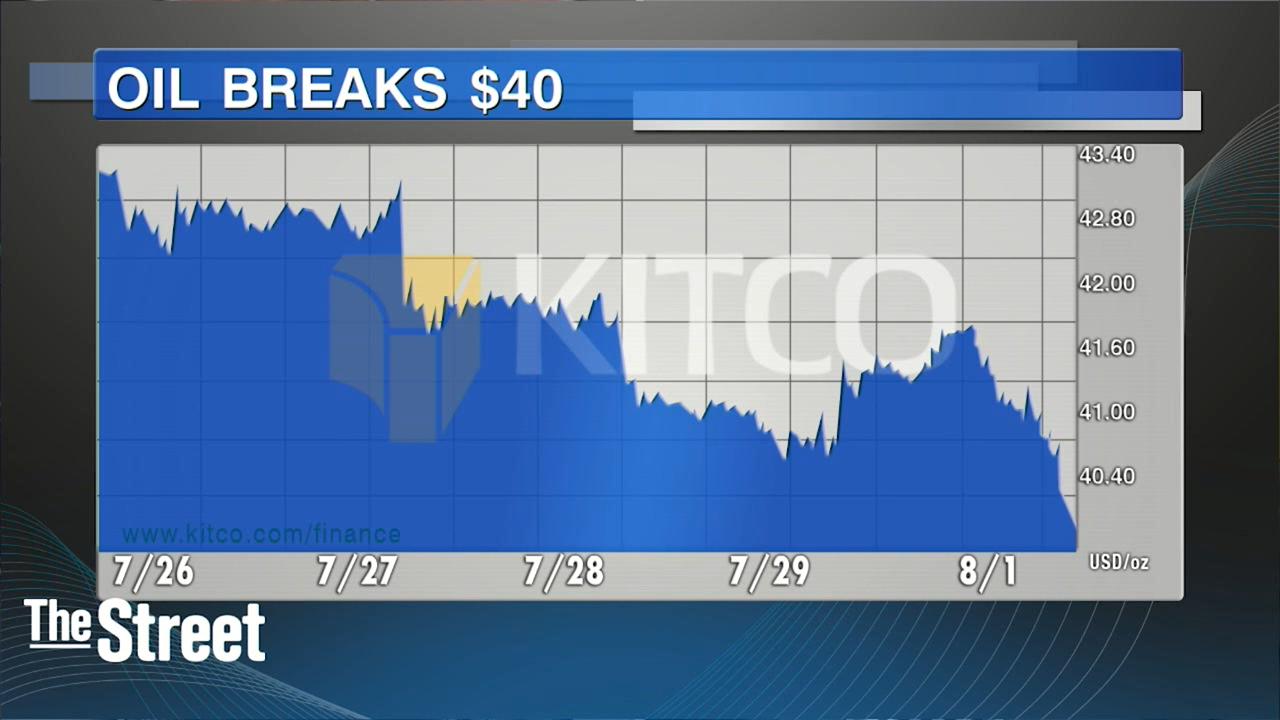 OIL BREAKS $40
43.40
42.80
42.00
41.60
41.00
40.40
KITCO
www.kitco.com/finance
7/26 7/27 7/28 7/29 8/1 USD/oz
The Street